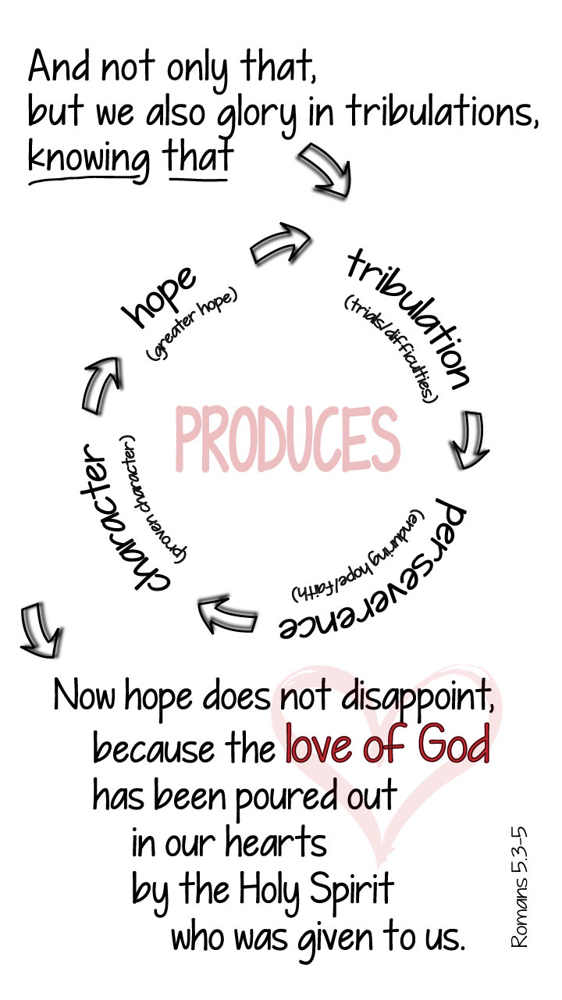 And not only that,
but we also glory in tribulations,
knowing that
tribulation
(trials/difficulties)
perseverence
(enduring hope/faith)
character
(proven character)
hope
(greater hope)
PRODUCES
Now hope does not disappoint,
because the love of God
has been poured out
in our hearts
by the Holy Spirit
who was given to us.
Romans 5.3-5